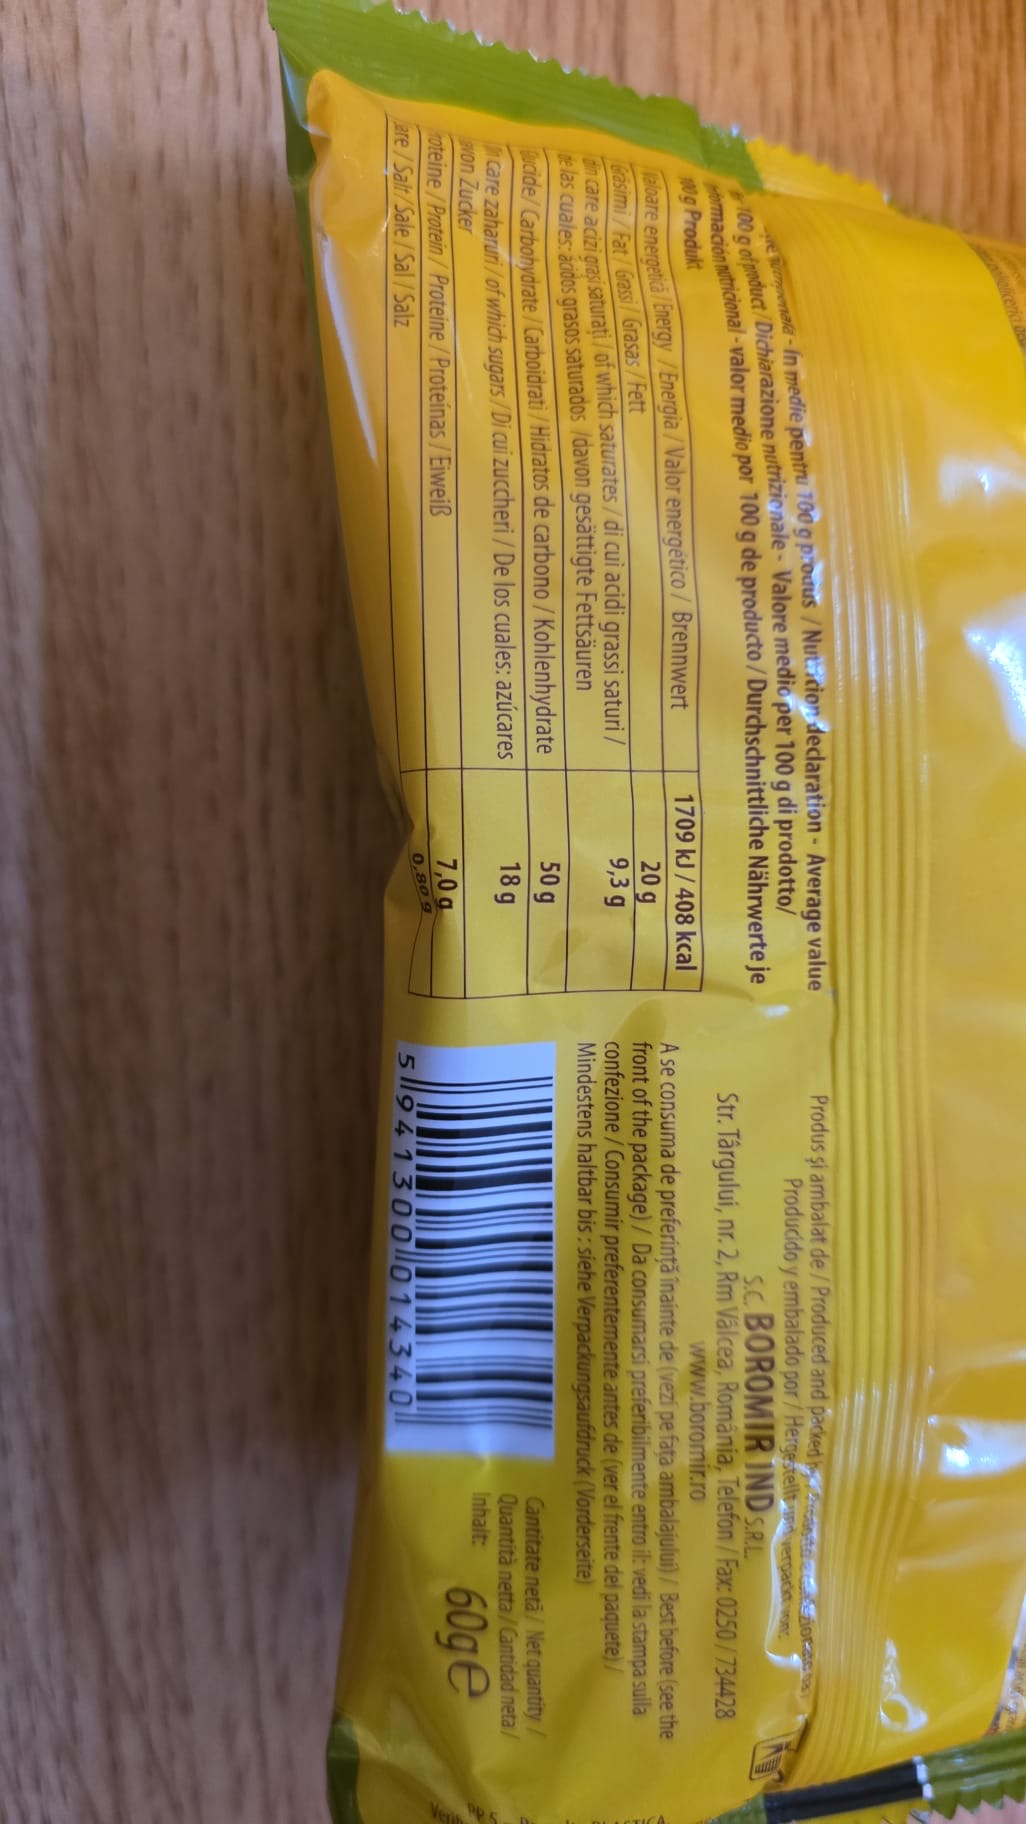 In medie pentru 100 g produs / Nutrition declaration - Average value
100 g of product / Dichiarazione nutrizionale - Valore medio per 100 g di prodotto/
nutricional - valor medio por 100 g de producto / Durchschnittliche Nährwerte je
100 g Produkt
Valoare energetică / Energy / Energia / Valor energético / Brennwert 1709 kJ / 408 kcal
Grăsimi / Fat / Grassi / Grasas / Fett 20 g
din care acizi grași saturați / of which saturates / di cui acidi grassi saturi / 9,3 g
de las cuales: ácidos grasos saturados /davon gesättigte Fettsäuren
Glucide / Carbohydrate / Carboidrati / Hidratos de carbono / Kohlenhydrate 50 g
care zaharuri / of which sugars / Di cui zuccheri / De los cuales: azúcares 18 g
Zucker
/ Protein / Proteine / Proteínas / Eiweiß 7,0 g
/ Salt / Sale / Sal / Salz 0,80 g
Produs și ambalat de / Produced and packed
Producido y embalado por / Hergestellt und verpackt von:
S.C. BOROMIR IND S.R.L.
Str. Târgului, nr. 2, Rm Vâlcea, România, Telefon / Fax: 0250 / 734428
www.boromir.ro
A se consuma de preferință înainte de (vezi pe fața ambalajului) / Best before (see the
front of the package) / Da consumarsi preferibilmente entro il: vedi la stampa sulla
confezione / Consumir preferentemente antes de (ver el frente del paquete) /
Mindestens haltbar bis : siehe Verpackungsaufdruck (Vorderseite)
5 941300 014340
Cantitate netă / Net quantity /
Quantità netta / Cantidad neta /
Inhalt: 60g e